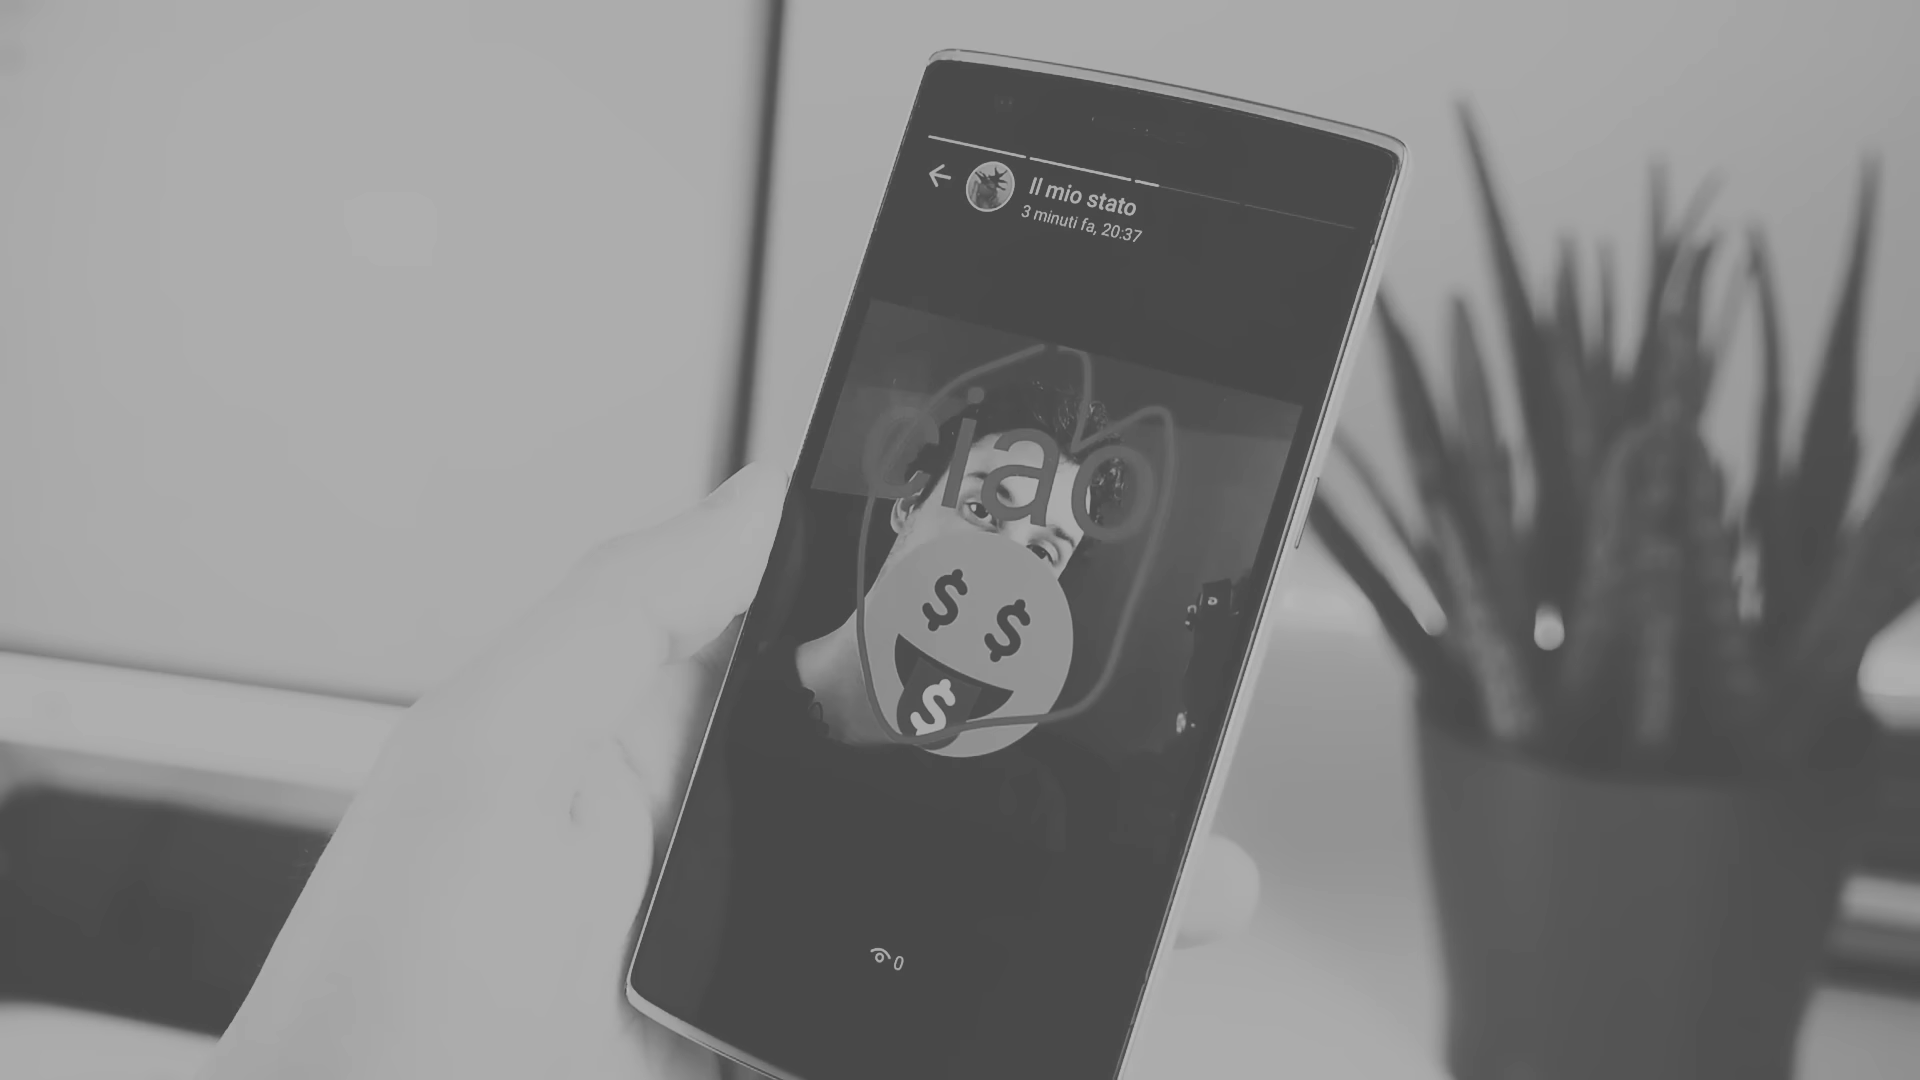 Il mio stato
3 minuti fa, 20:37
ciao
$ $
$
0